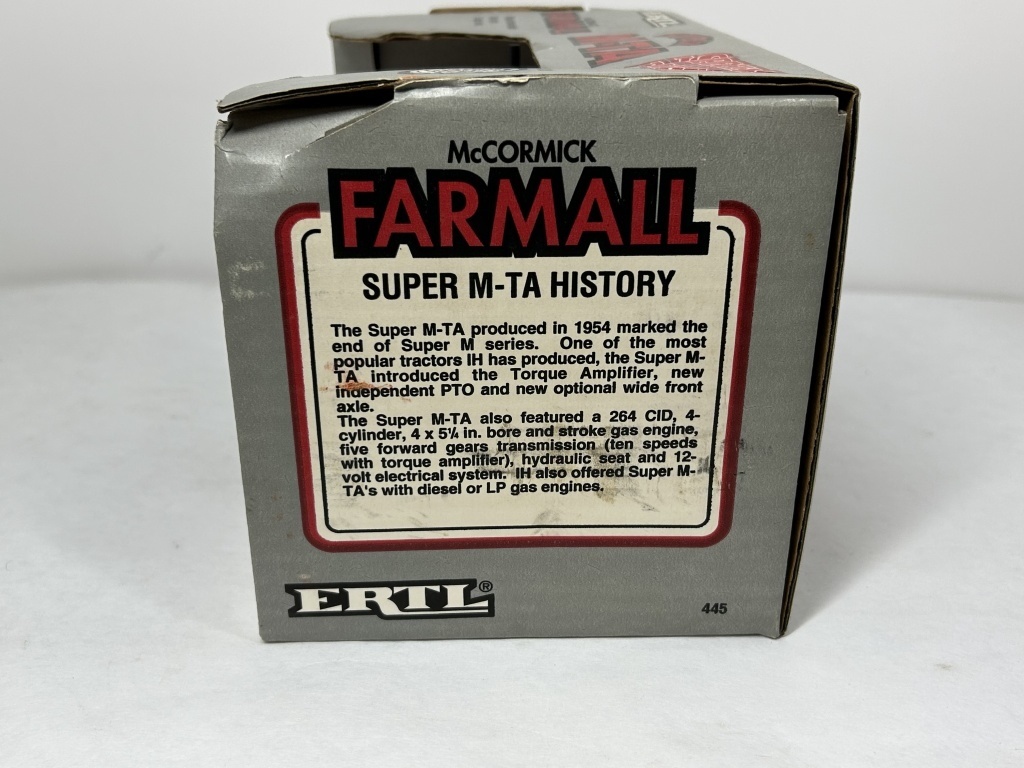 ERTL
McCORMICK
FARMALL
SUPER M-TA HISTORY
The Super M-TA produced in 1954 marked the
end of Super M series. One of the most
popular tractors IH has produced, the Super M-
TA introduced the Torque Amplifier, new
independent PTO and new optional wide front
axle.
The Super M-TA also featured a 264 CID, 4-
cylinder, 4 x 5¼ in. bore and stroke gas engine,
five forward gears transmission (ten speeds
with torque amplifier), hydraulic seat and 12-
volt electrical system. IH also offered Super M-
TA's with diesel or LP gas engines.
ERTL®
445